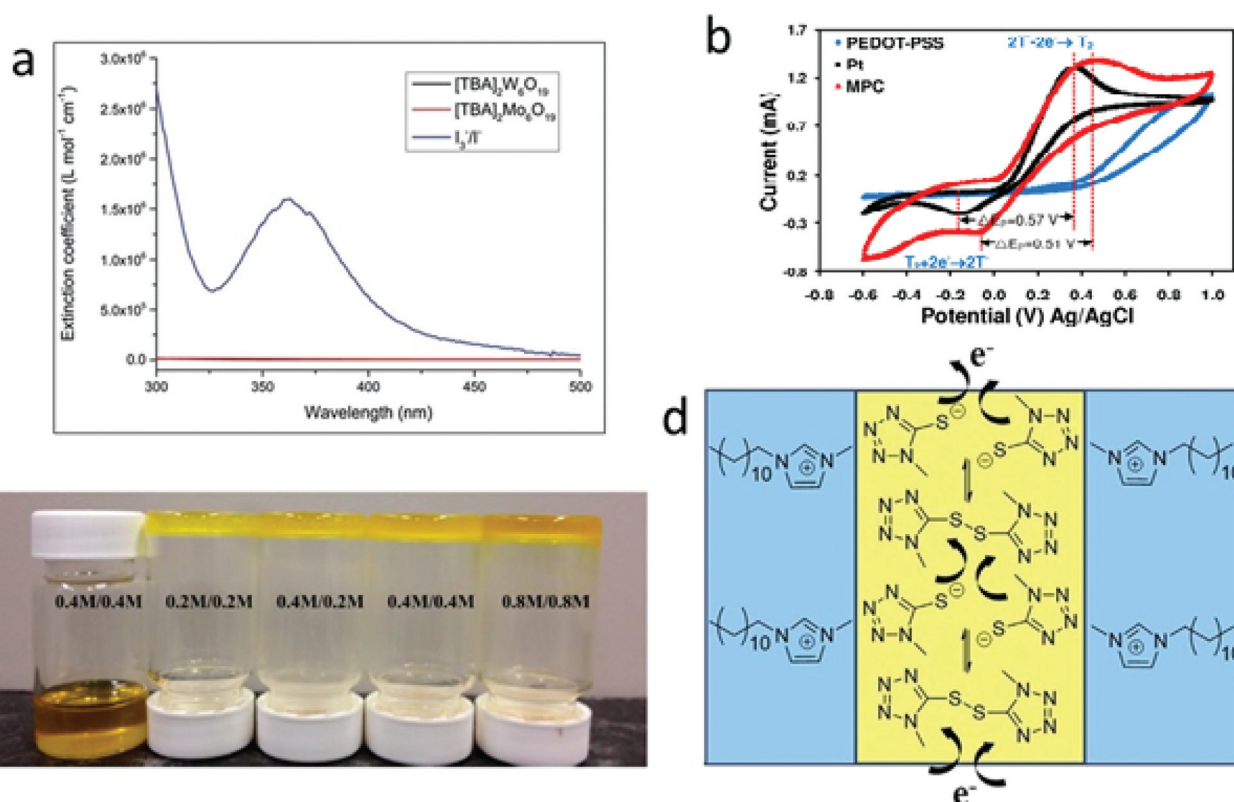 a
Extinction coefficient (L mol⁻¹ cm⁻¹)
3.0x10⁶
2.5x10⁶
2.0x10⁶
1.5x10⁶
1.0x10⁶
5.0x10⁵
0.0
300 350 400 450 500
Wavelength (nm)
[TBA]₂W₆O₁₉
[TBA]₂Mo₆O₁₉
I₃⁻/I⁻
b
Current (mA)
1.7
1.2
0.7
0.2
-0.3
-0.8
PEDOT-PSS
Pt
MPC
2T⁻-2e⁻→ T₂
△Eₚ=0.57 V
△Eₚ=0.51 V
T₂+2e⁻→2T⁻
-0.8 -0.6 -0.4 -0.2 0.0 0.2 0.4 0.6 0.8 1.0
Potential (V) Ag/AgCl
0.4M/0.4M 0.2M/0.2M 0.4M/0.2M 0.4M/0.4M 0.8M/0.8M
d
e⁻
N N N N S⁻ ⁻S N N N N
10 N + N N + N 10
N N N N S S N N N N
N N N N S⁻ ⁻S N N N N
10 N + N N + N 10
N N N N S S N N N N
e⁻